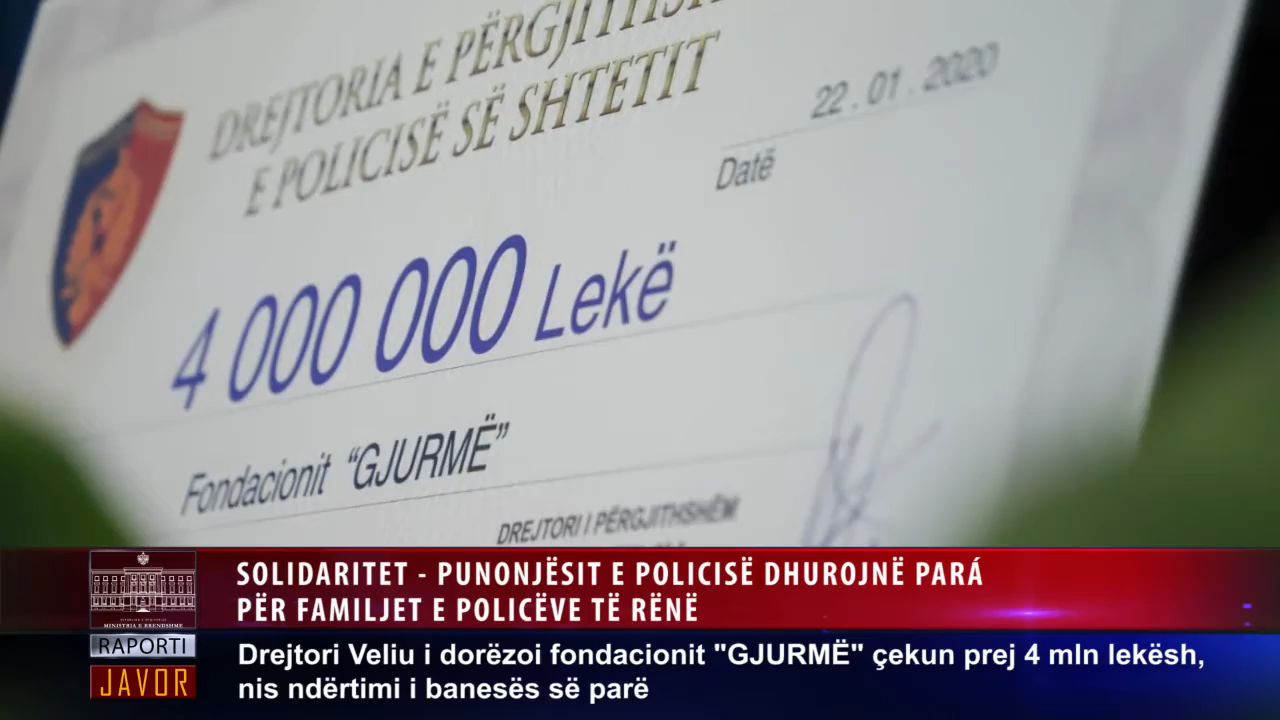 DREJTORIA E PËRGJITHSH
E POLICISË SË SHTETIT
22.01.2020
Datë
4 000 000 Lekë
Fondacionit “GJURMË”
DREJTORI I PËRGJITHSHËM
SOLIDARITET - PUNONJËSIT E POLICISË DHUROJNË PARÁ
PËR FAMILJET E POLICËVE TË RËNË
MINISTRIA E BRENDSHME
RAPORTI
JAVOR
Drejtori Veliu i dorëzoi fondacionit "GJURMË" çekun prej 4 mln lekësh,
nis ndërtimi i banesës së parë